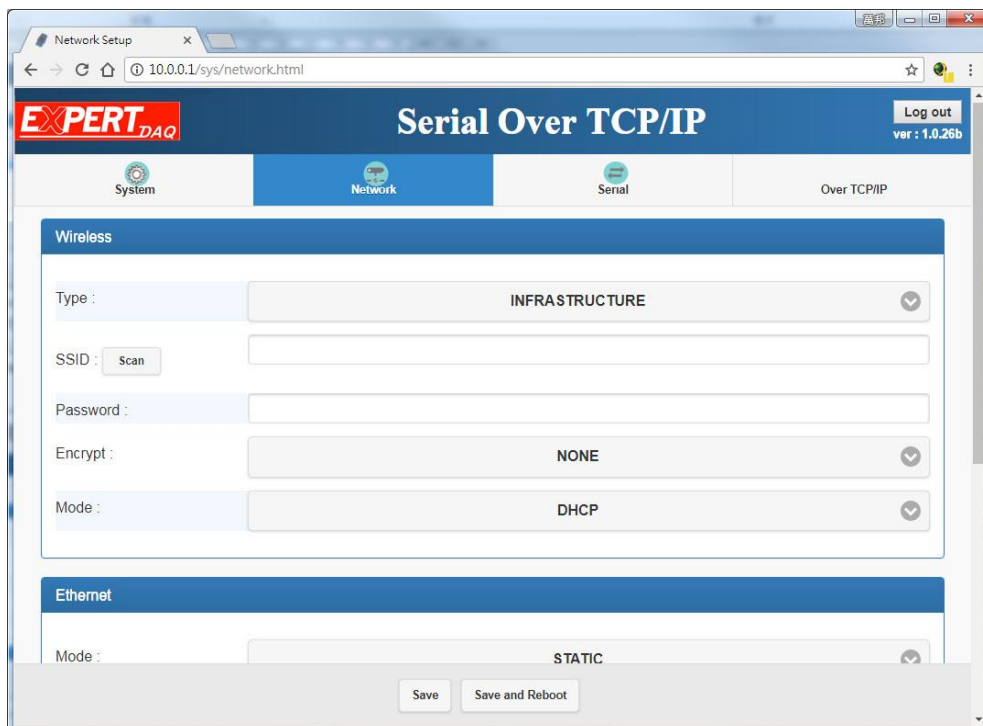 萬邦
Network Setup
10.0.0.1/sys/network.html
EXPERT DAQ
Serial Over TCP/IP
Log out
ver : 1.0.26b
System
Network
Serial
Over TCP/IP
Wireless
Type :
INFRASTRUCTURE
SSID :
Scan
Password :
Encrypt :
NONE
Mode :
DHCP
Ethernet
Mode :
STATIC
Save
Save and Reboot